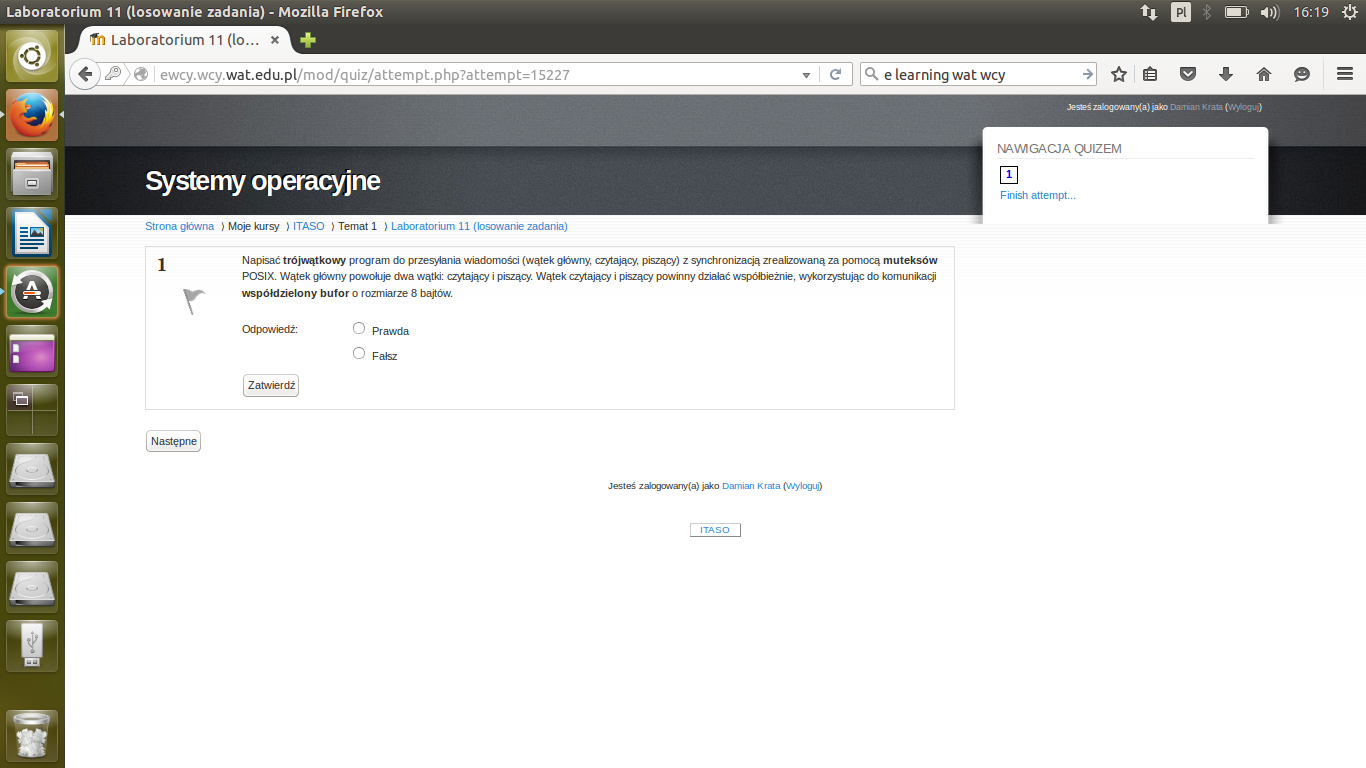 Laboratorium 11 (losowanie zadania) - Mozilla Firefox
Pl
16:19
Laboratorium 11 (lo...
ewcy.wcy.wat.edu.pl/mod/quiz/attempt.php?attempt=15227
e learning wat wcy
Jesteś zalogowany(a) jako Damian Krata (Wyloguj)
NAWIGACJA QUIZEM
1
Finish attempt...
Systemy operacyjne
Strona główna ⟩ Moje kursy ⟩ ITASO ⟩ Temat 1 ⟩ Laboratorium 11 (losowanie zadania)
1
Napisać trójwątkowy program do przesyłania wiadomości (wątek główny, czytający, piszący) z synchronizacją zrealizowaną za pomocą muteksów
POSIX. Wątek główny powołuje dwa wątki: czytający i piszący. Wątek czytający i piszący powinny działać współbieżnie, wykorzystując do komunikacji
współdzielony bufor o rozmiarze 8 bajtów.
Odpowiedź:
Prawda
Fałsz
Zatwierdź
Następne
Jesteś zalogowany(a) jako Damian Krata (Wyloguj)
ITASO